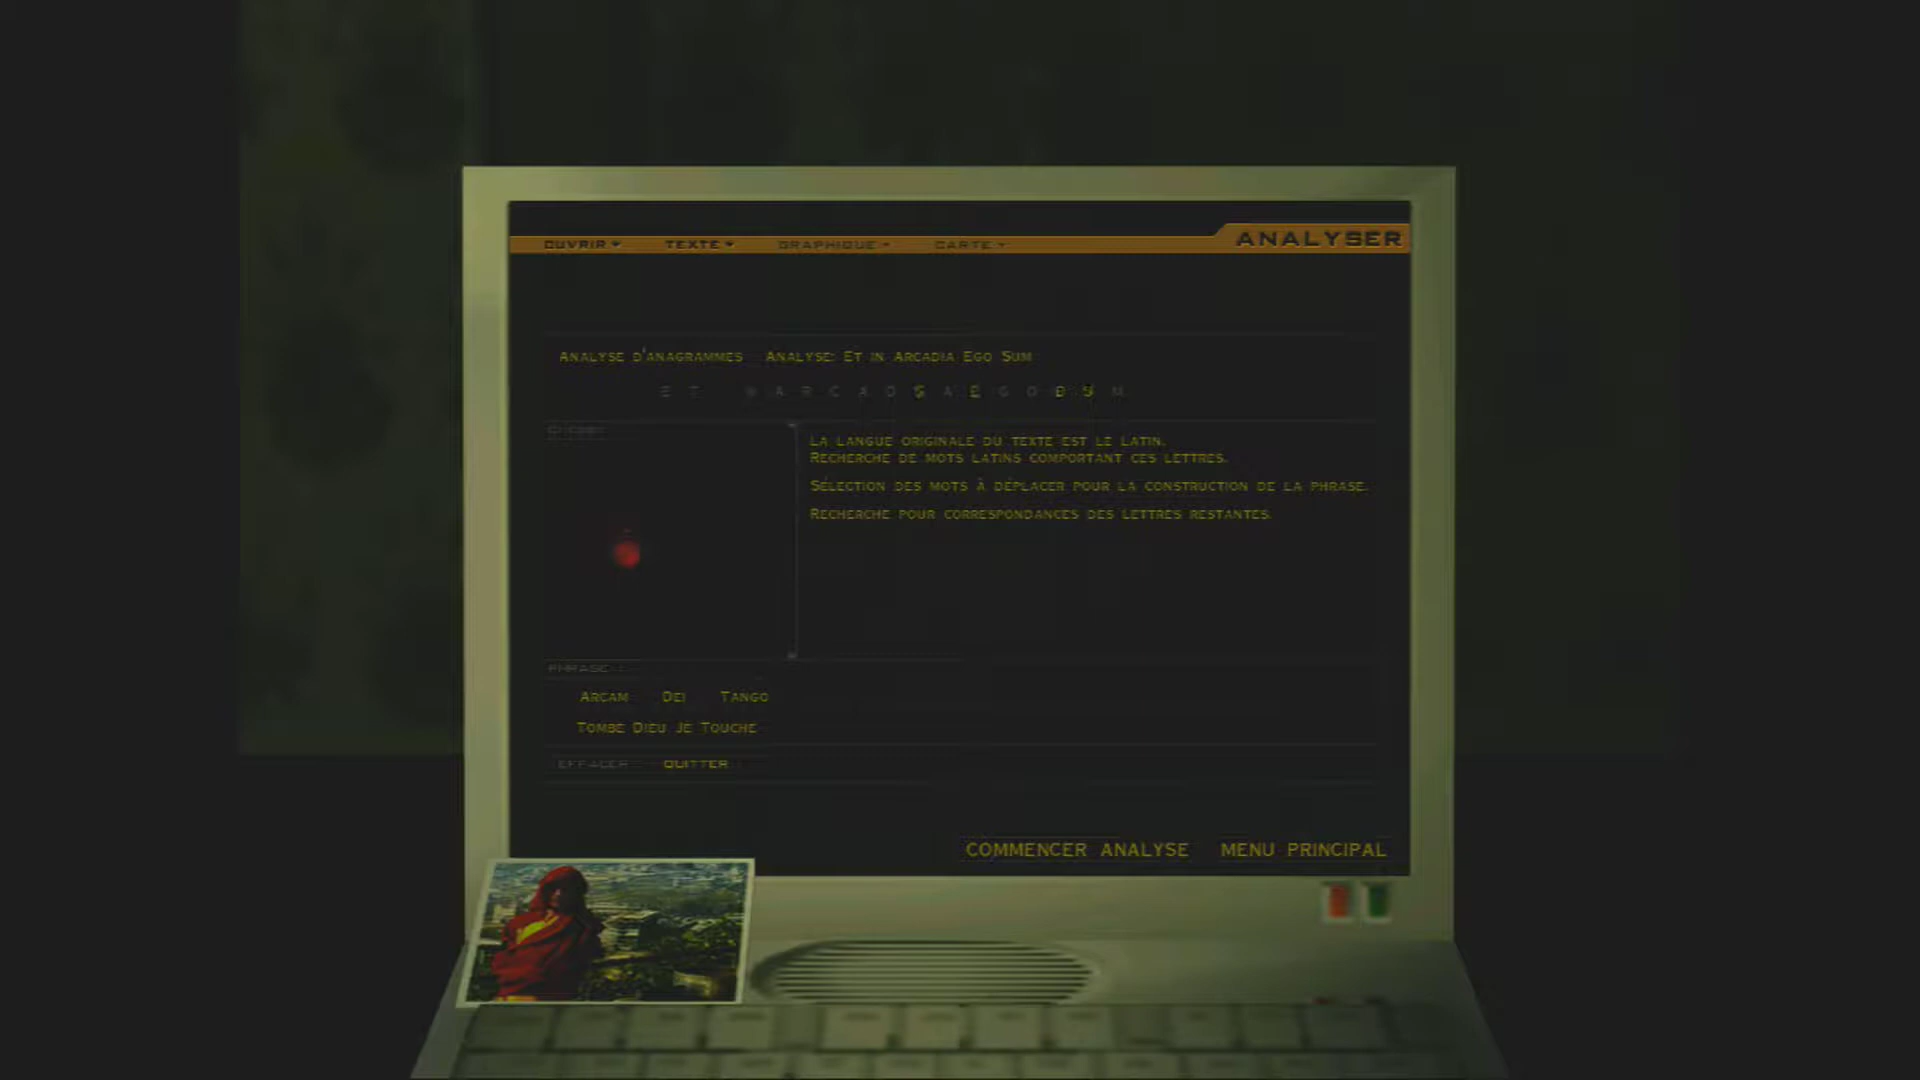 OUVRIR TEXTE GRAPHIQUE CARTE ANALYSER
ANALYSE D'ANAGRAMMES ANALYSE: ET IN ARCADIA EGO SUM
LA LANGUE ORIGINALE DU TEXTE EST LE LATIN.
RECHERCHE DE MOTS LATINS COMPORTANT CES LETTRES.
SÉLECTION DES MOTS À DÉPLACER POUR LA CONSTRUCTION DE LA PHRASE.
RECHERCHE POUR CORRESPONDANCES DES LETTRES RESTANTES.
PHRASE
ARCAM DEI TANGO
TOMBE DIEU JE TOUCHE
EFFACER QUITTER
COMMENCER ANALYSE MENU PRINCIPAL